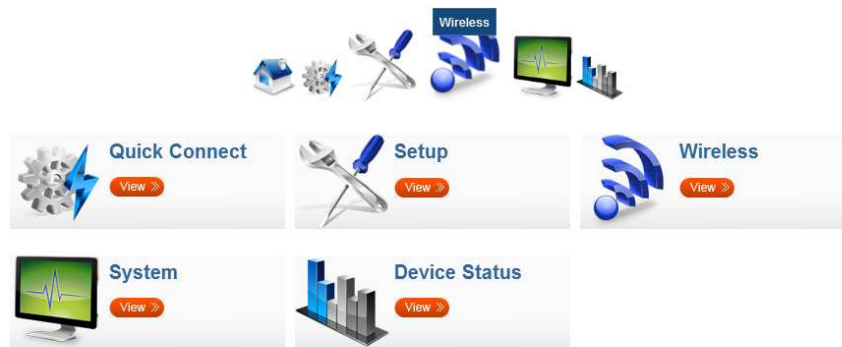 Wireless
Quick Connect
View »
Setup
View »
Wireless
View »
System
View »
Device Status
View »